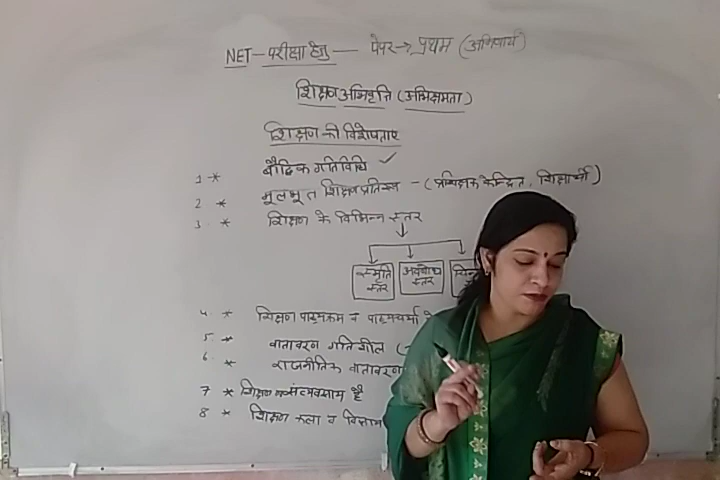 NET - परीक्षा हेतु — पेपर → प्रथम (अनिवार्य)
शिक्षण अभिवृत्ति (अभिक्षमता)
शिक्षण की विशेषताए
1 * बौद्धिक गतिविधि ✓
2 * मूलभूत शिक्षण प्रतिरूप - (प्रशिक्षक केन्द्रित, शिक्षार्थी)
3. * शिक्षण के विभिन्न स्तर
स्मृति स्तर
अवबोध स्तर
4. * शिक्षण पाठ्यक्रम व पाठ्यचर्या
5. * वातावरण गतिशील (
6. * राजनीतिक वातावरण
7 * शिक्षण व्यवसाय है
8 * शिक्षण कला व विज्ञान